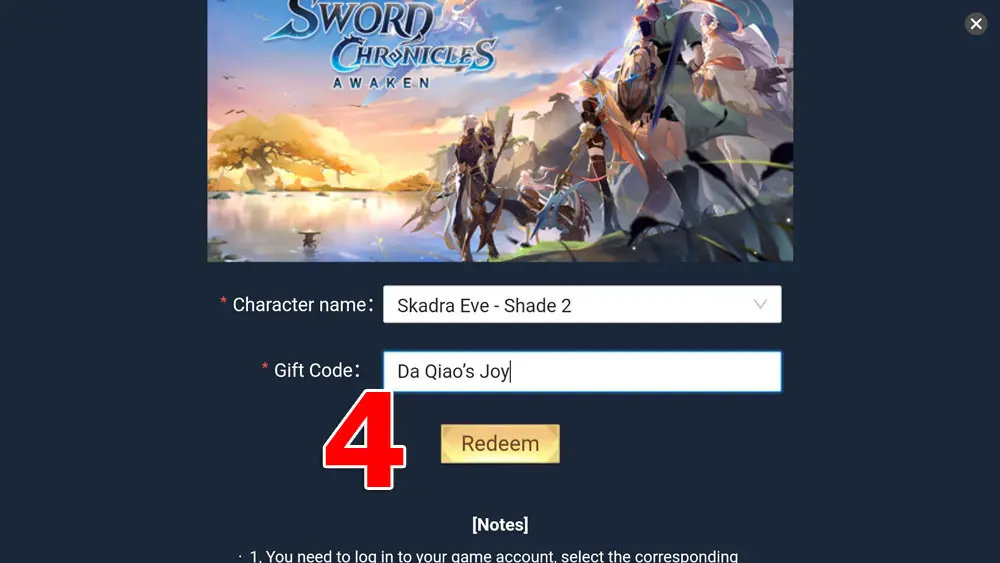 SWORD
CHRONICLES
AWAKEN
* Character name:
Skadra Eve - Shade 2
* Gift Code:
Da Qiao’s Joy
4
Redeem
[Notes]
· 1. You need to log in to your game account, select the corresponding